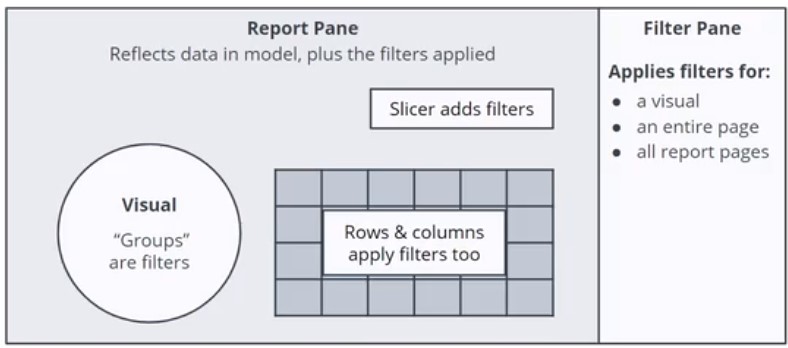 Report Pane
Reflects data in model, plus the filters applied
Slicer adds filters
Visual
“Groups”
are filters
Rows & columns
apply filters too
Filter Pane
Applies filters for:
● a visual
● an entire page
● all report pages